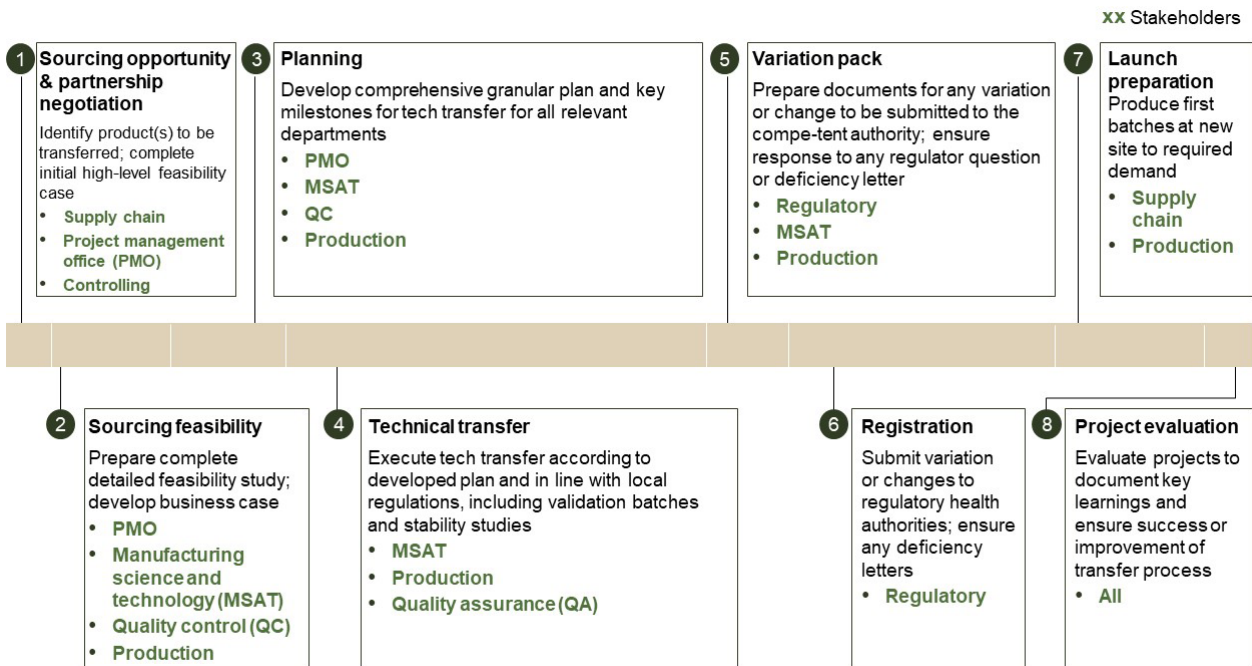 xx Stakeholders
1
Sourcing opportunity
& partnership
negotiation
Identify product(s) to be
transferred; complete
initial high-level feasibility
case
• Supply chain
• Project management
office (PMO)
• Controlling
3
Planning
Develop comprehensive granular plan and key
milestones for tech transfer for all relevant
departments
• PMO
• MSAT
• QC
• Production
5
Variation pack
Prepare documents for any variation
or change to be submitted to the
compe-tent authority; ensure
response to any regulator question
or deficiency letter
• Regulatory
• MSAT
• Production
7
Launch
preparation
Produce first
batches at new
site to required
demand
• Supply
chain
• Production
2
Sourcing feasibility
Prepare complete
detailed feasibility study;
develop business case
• PMO
• Manufacturing
science and
technology (MSAT)
• Quality control (QC)
• Production
4
Technical transfer
Execute tech transfer according to
developed plan and in line with local
regulations, including validation batches
and stability studies
• MSAT
• Production
• Quality assurance (QA)
6
Registration
Submit variation
or changes to
regulatory health
authorities; ensure
any deficiency
letters
• Regulatory
8
Project evaluation
Evaluate projects to
document key
learnings and
ensure success or
improvement of
transfer process
• All